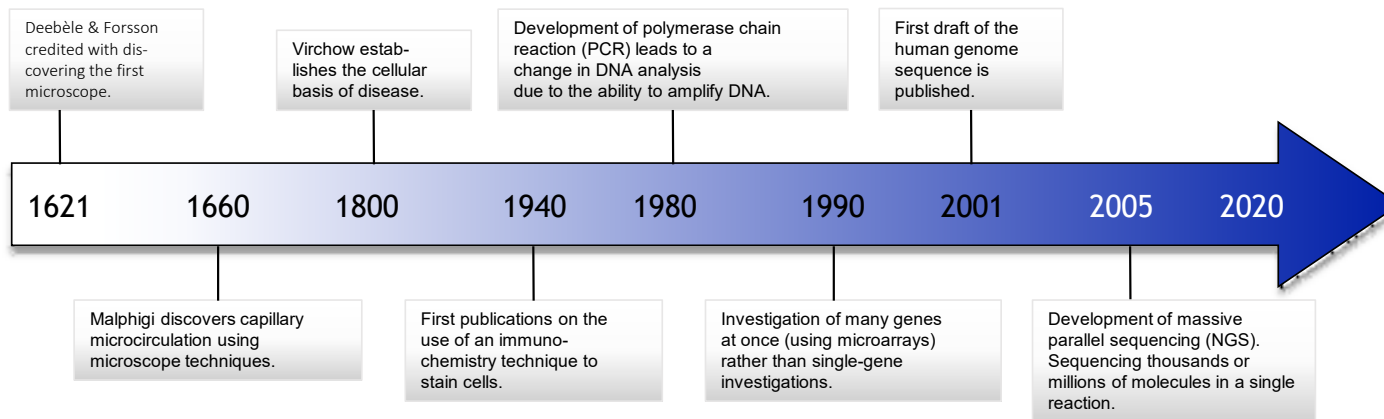 Deebèle & Forsson
credited with dis-
covering the first
microscope.
Virchow estab-
lishes the cellular
basis of disease.
Development of polymerase chain
reaction (PCR) leads to a
change in DNA analysis
due to the ability to amplify DNA.
First draft of the
human genome
sequence is
published.
1621 1660 1800 1940 1980 1990 2001 2005 2020
Malphigi discovers capillary
microcirculation using
microscope techniques.
First publications on the
use of an immuno-
chemistry technique to
stain cells.
Investigation of many genes
at once (using microarrays)
rather than single-gene
investigations.
Development of massive
parallel sequencing (NGS).
Sequencing thousands or
millions of molecules in a single
reaction.